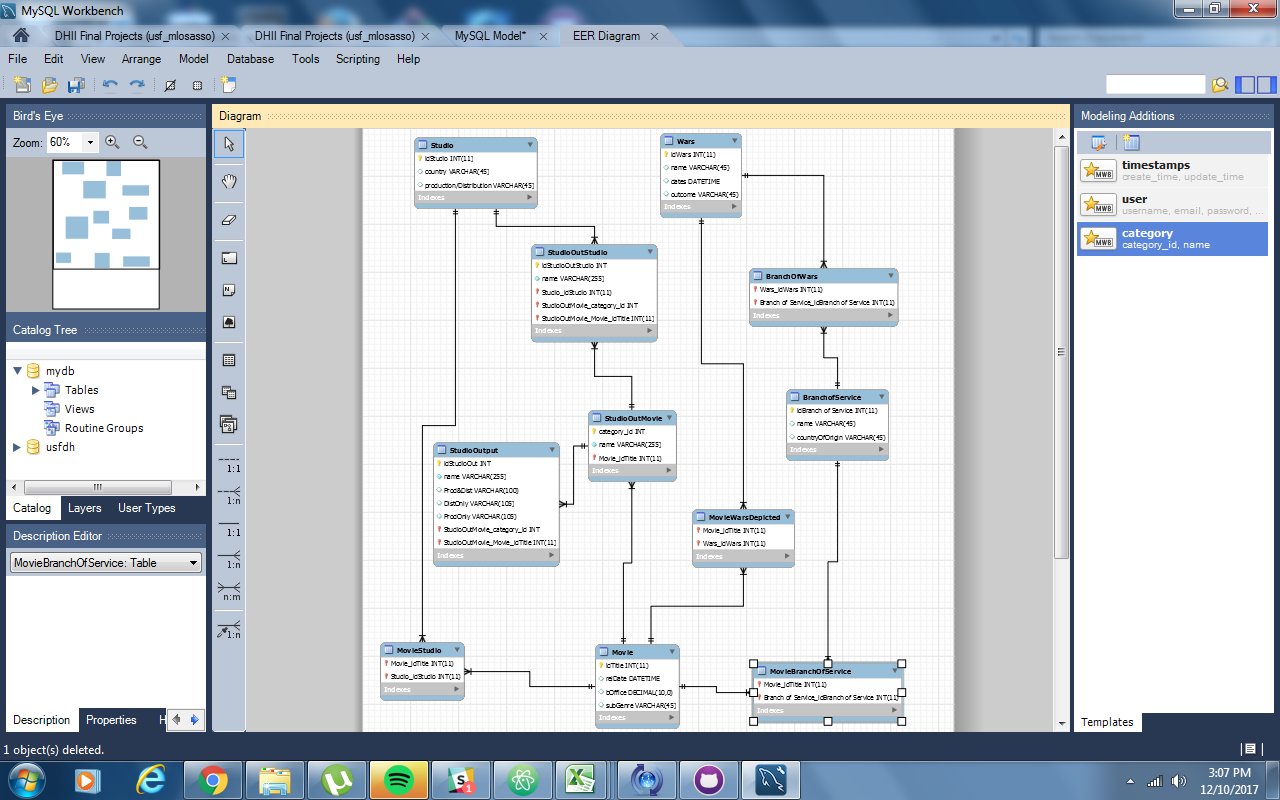 MySQL Workbench
DHII Final Projects (usf_mlosasso)
DHII Final Projects (usf_mlosasso)
MySQL Model*
EER Diagram
File Edit View Arrange Model Database Tools Scripting Help
Bird's Eye
Zoom: 60%
Catalog Tree
mydb
Tables
Views
Routine Groups
usfdh
Catalog Layers User Types
Description Editor
MovieBranchOfService: Table
Description Properties H
1 object(s) deleted.
Diagram
1:1
1:n
1:1
1:n
n:m
1:n
Studio
idStudio INT(11)
country VARCHAR(45)
production/Distribution VARCHAR(45)
Indexes
Wars
idWars INT(11)
name VARCHAR(45)
dates DATETIME
outcome VARCHAR(45)
Indexes
StudioOutStudio
idStudioOutStudio INT
name VARCHAR(255)
Studio_idStudio INT(11)
StudioOutMovie_category_id INT
StudioOutMovie_Movie_idTitle INT(11)
Indexes
BranchOfWars
Wars_idWars INT(11)
Branch of Service_idBranch of Service INT(11)
Indexes
BranchofService
idBranch of Service INT(11)
name VARCHAR(45)
countryOfOrigin VARCHAR(45)
Indexes
StudioOutMovie
category_id INT
name VARCHAR(255)
Movie_idTitle INT(11)
Indexes
StudioOutput
idStudioOut INT
name VARCHAR(255)
Prod&Dist VARCHAR(100)
DistOnly VARCHAR(105)
ProdOnly VARCHAR(105)
StudioOutMovie_category_id INT
StudioOutMovie_Movie_idTitle INT(11)
Indexes
MovieWarsDepicted
Movie_idTitle INT(11)
Wars_idWars INT(11)
Indexes
MovieStudio
Movie_idTitle INT(11)
Studio_idStudio INT(11)
Indexes
Movie
idTitle INT(11)
relDate DATETIME
bOffice DECIMAL(10,0)
subGenre VARCHAR(45)
Indexes
MovieBranchOfService
Movie_idTitle INT(11)
Branch of Service_idBranch of Service INT(11)
Indexes
Modeling Additions
MWB
timestamps
create_time, update_time
MWB
user
username, email, password, ...
MWB
category
category_id, name
Templates
S
1
3:07 PM
12/10/2017